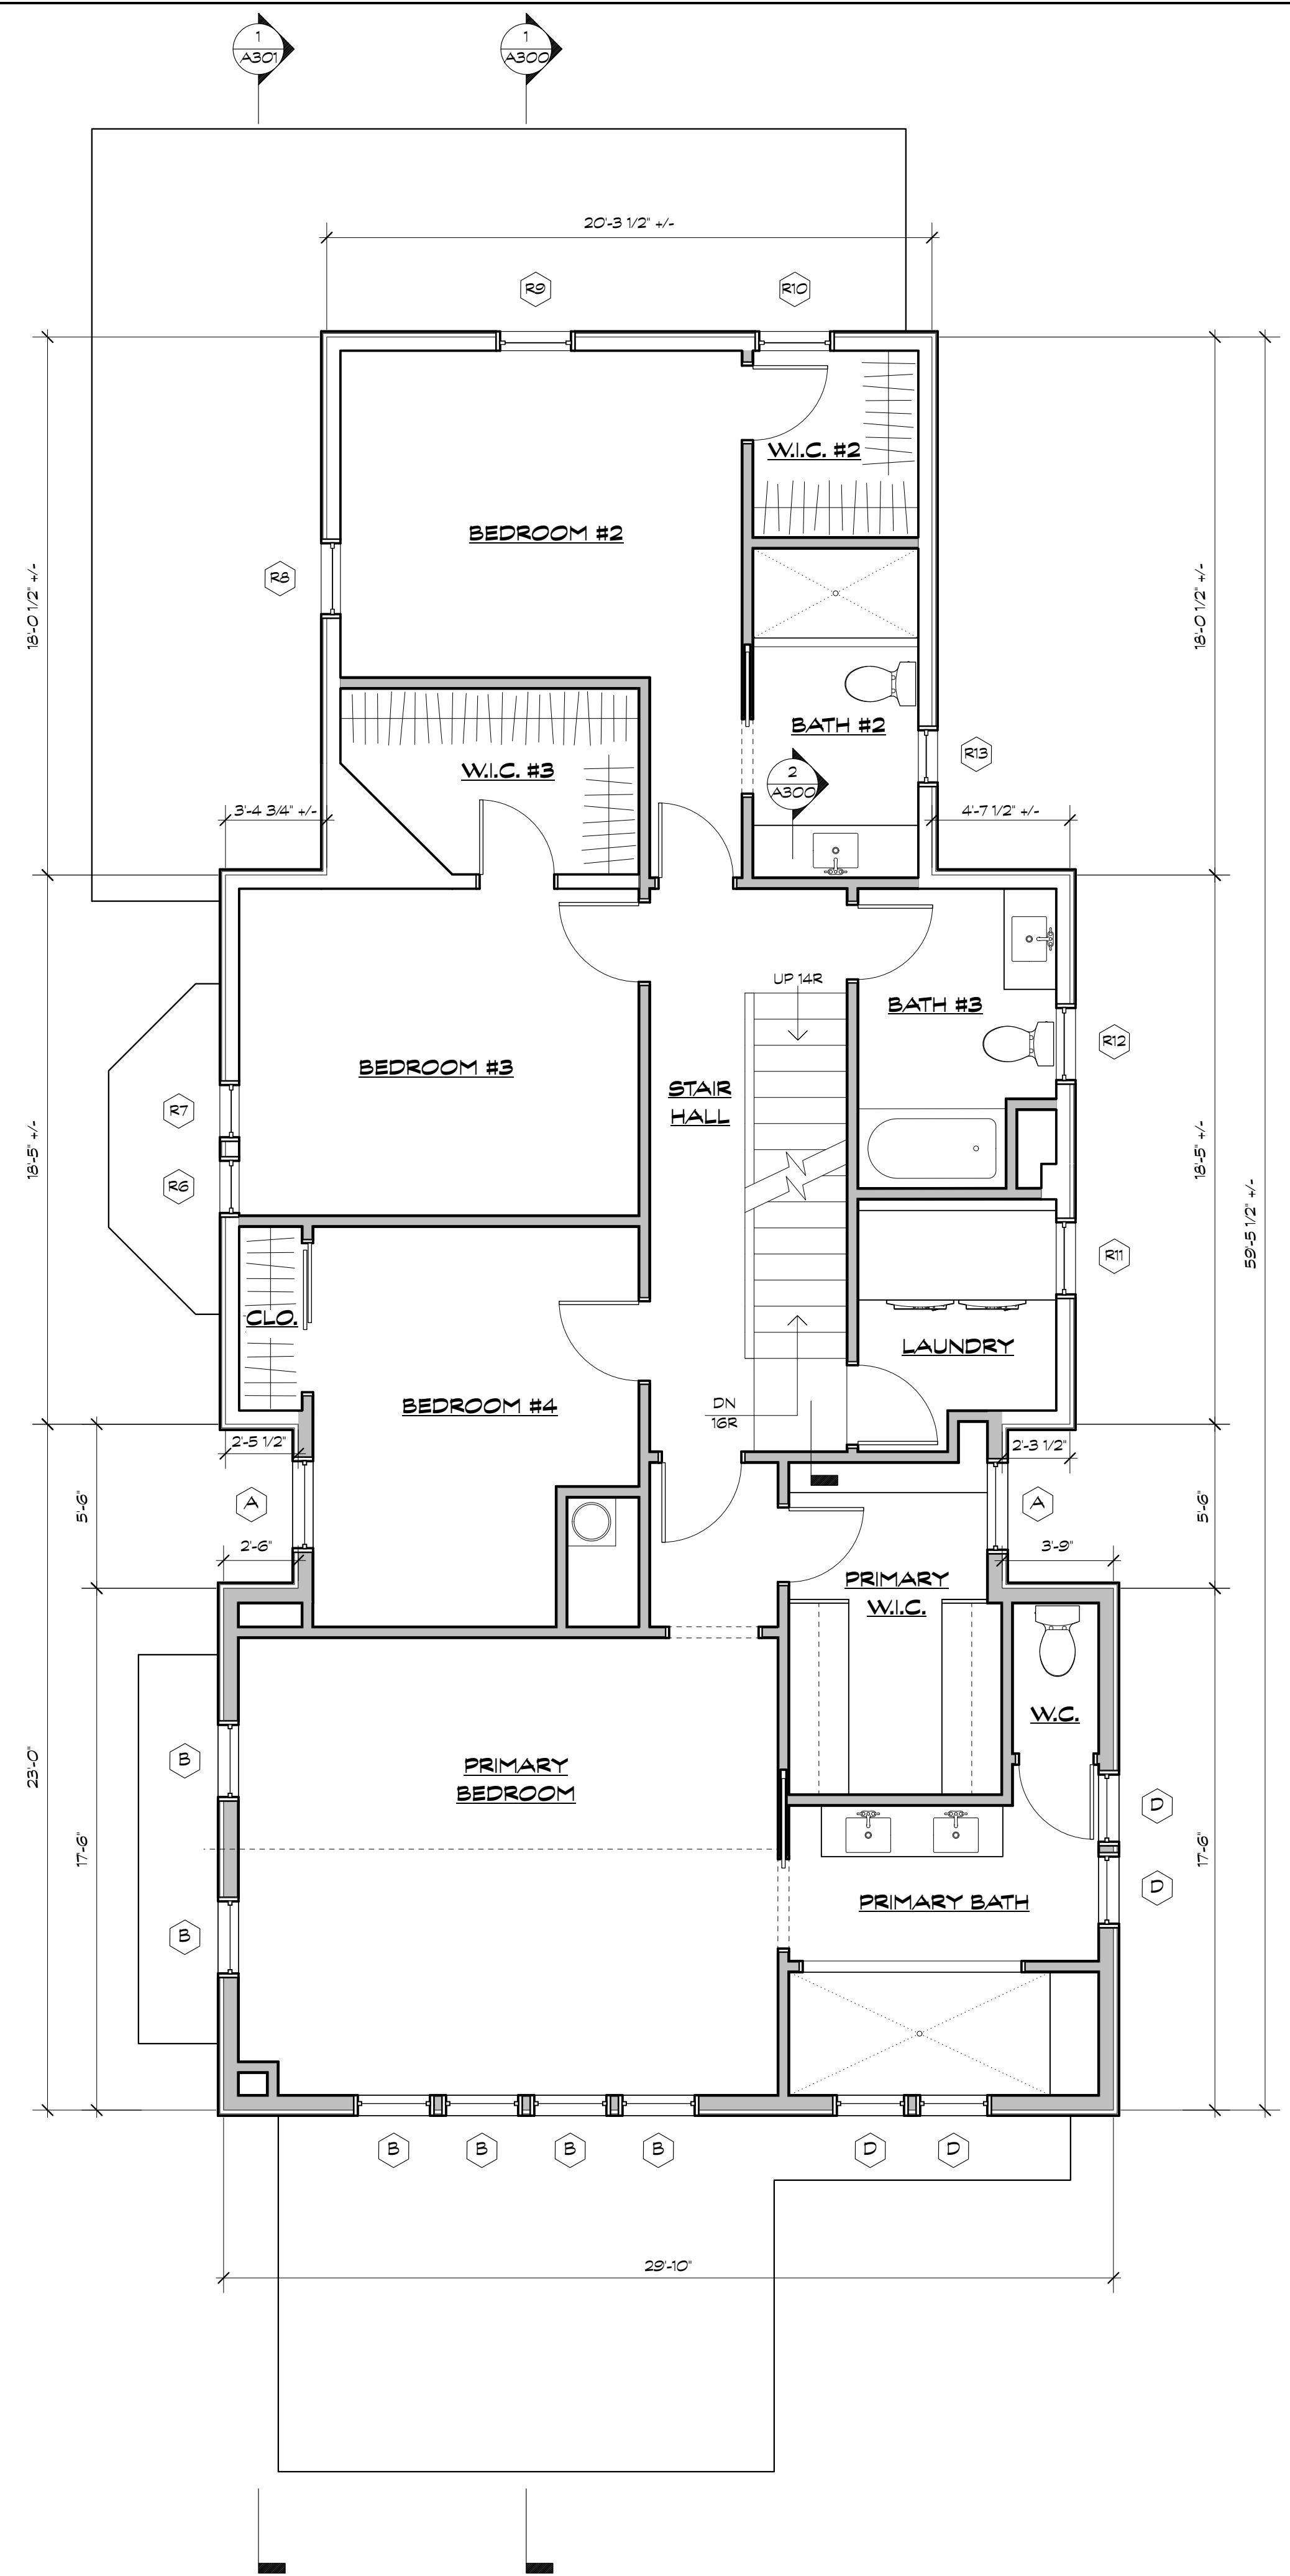 1
A301
1
A300
20'-3 1/2" +/-
R9
R10
W.I.C. #2
BEDROOM #2
R8
18'-0 1/2" +/-
18'-0 1/2" +/-
BATH #2
W.I.C. #3
R13
2
A300
3'-4 3/4" +/-
4'-7 1/2" +/-
UP 14R
BATH #3
R12
BEDROOM #3
STAIR
HALL
R7
R6
18'-5" +/-
18'-5" +/-
59'-5 1/2" +/-
R11
CLO.
LAUNDRY
BEDROOM #4
DN
16R
2'-5 1/2"
2'-3 1/2"
A
A
5'-6"
5'-6"
2'-6"
3'-9"
PRIMARY
W.I.C.
W.C.
PRIMARY
BEDROOM
B
D
23'-0"
17'-6"
17'-6"
D
PRIMARY BATH
B
B
B
B
B
D
D
29'-10"